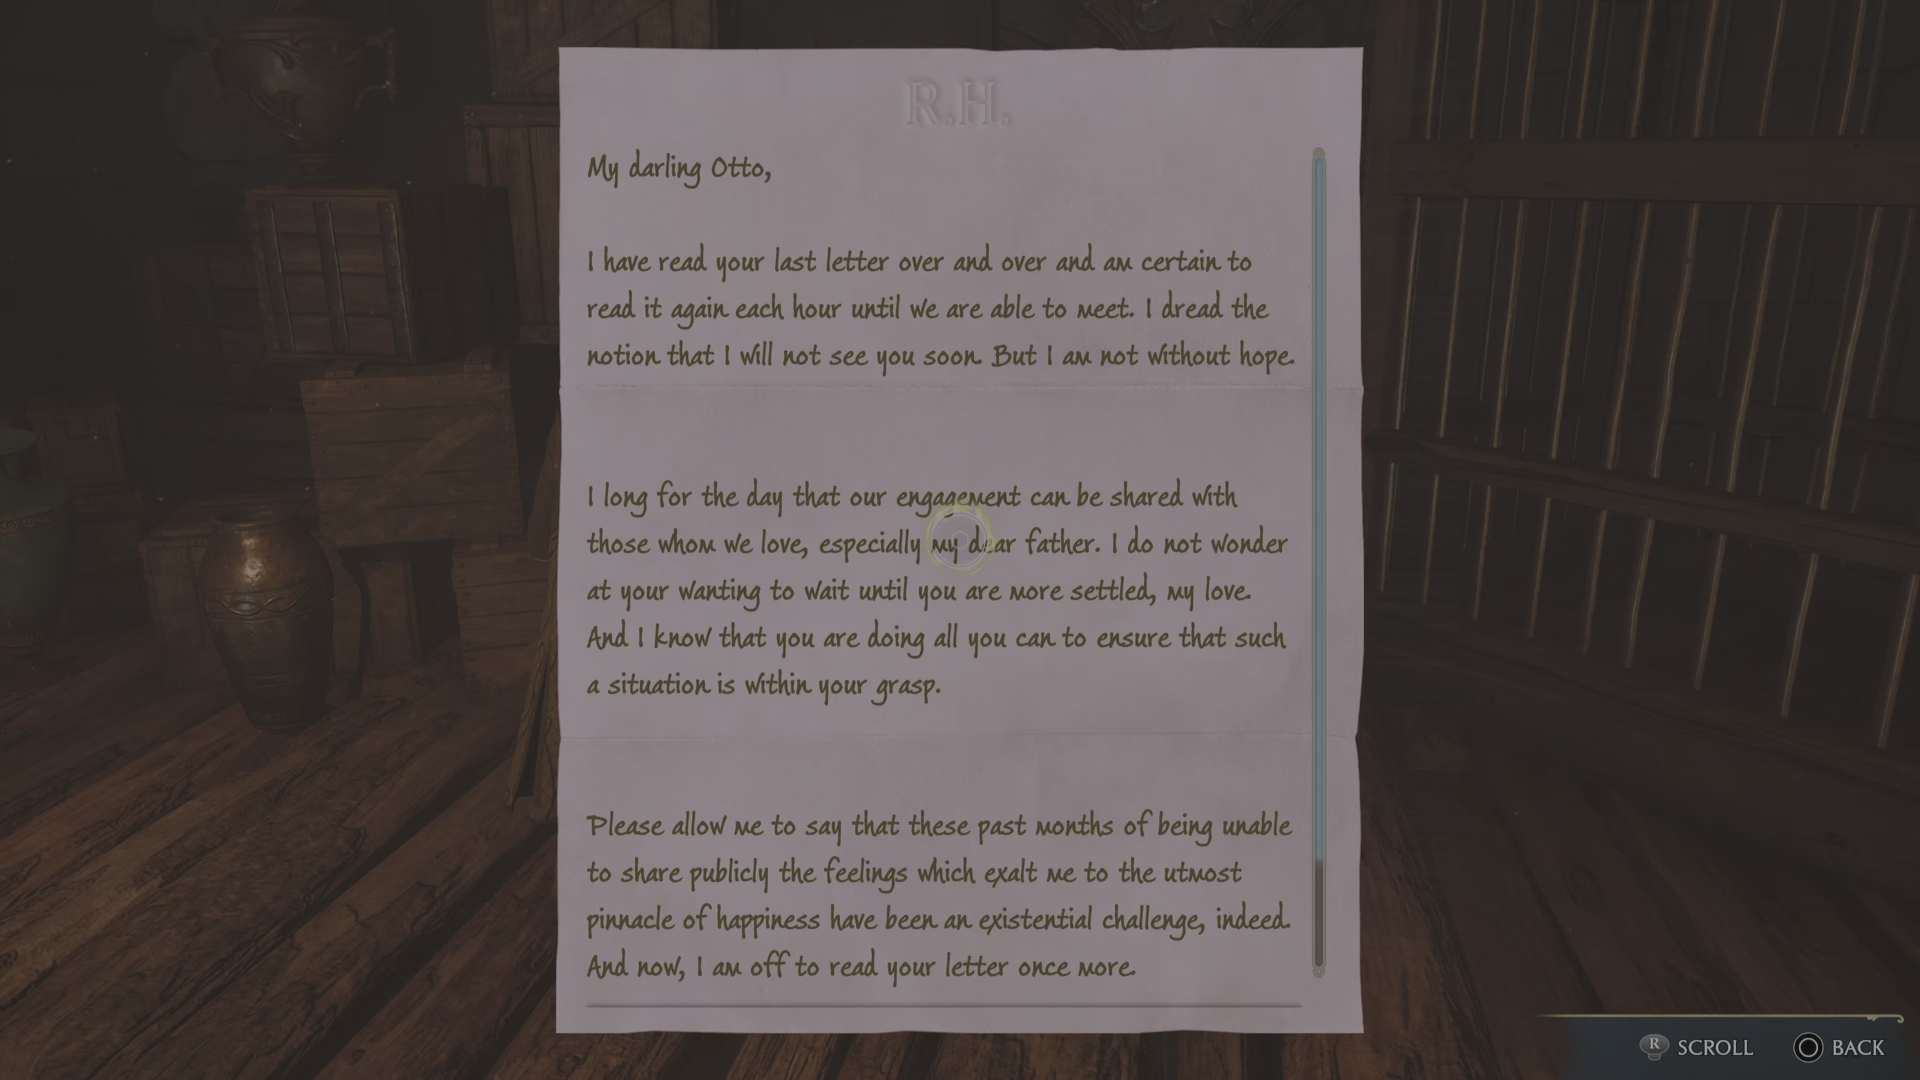 R.H.
My darling Otto,
I have read your last letter over and over and am certain to
read it again each hour until we are able to meet. I dread the
notion that I will not see you soon. But I am not without hope.
I long for the day that our engagement can be shared with
those whom we love, especially my dear father. I do not wonder
at your wanting to wait until you are more settled, my love.
And I know that you are doing all you can to ensure that such
a situation is within your grasp.
Please allow me to say that these past months of being unable
to share publicly the feelings which exalt me to the utmost
pinnacle of happiness have been an existential challenge, indeed.
And now, I am off to read your letter once more.
R SCROLL BACK